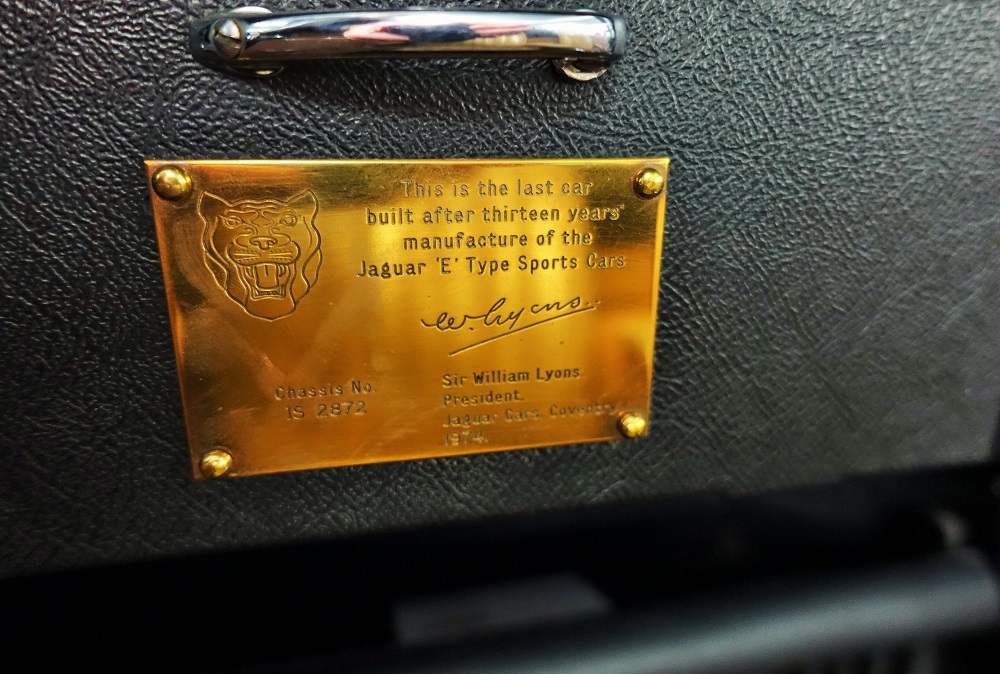 This is the last car
built after thirteen years'
manufacture of the
Jaguar 'E' Type Sports Cars
W. Lyons.
Chassis No.
1S 2872
Sir William Lyons.
President.
Jaguar Cars. Coventry.
1974.